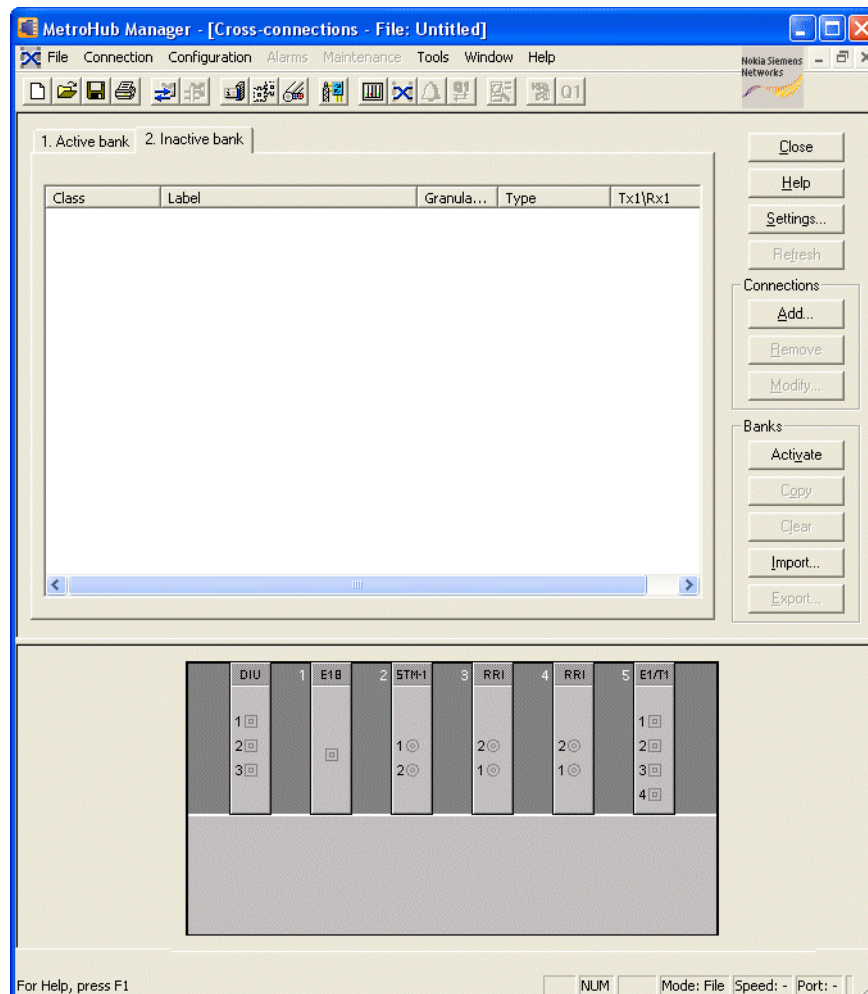 MetroHub Manager - [Cross-connections - File: Untitled]
File Connection Configuration Alarms Maintenance Tools Window Help
Nokia Siemens
Networks
Q1
1. Active bank 2. Inactive bank
Class Label Granula... Type Tx1\Rx1
Close
Help
Settings...
Refresh
Connections
Add...
Remove
Modify...
Banks
Activate
Copy
Clear
Import...
Export...
DIU 1 E1B 2 STM-1 3 RRI 4 RRI 5 E1/T1
1 1
2 1 2 2 2
3 2 1 1 3
4
For Help, press F1 NUM Mode: File Speed: - Port: -